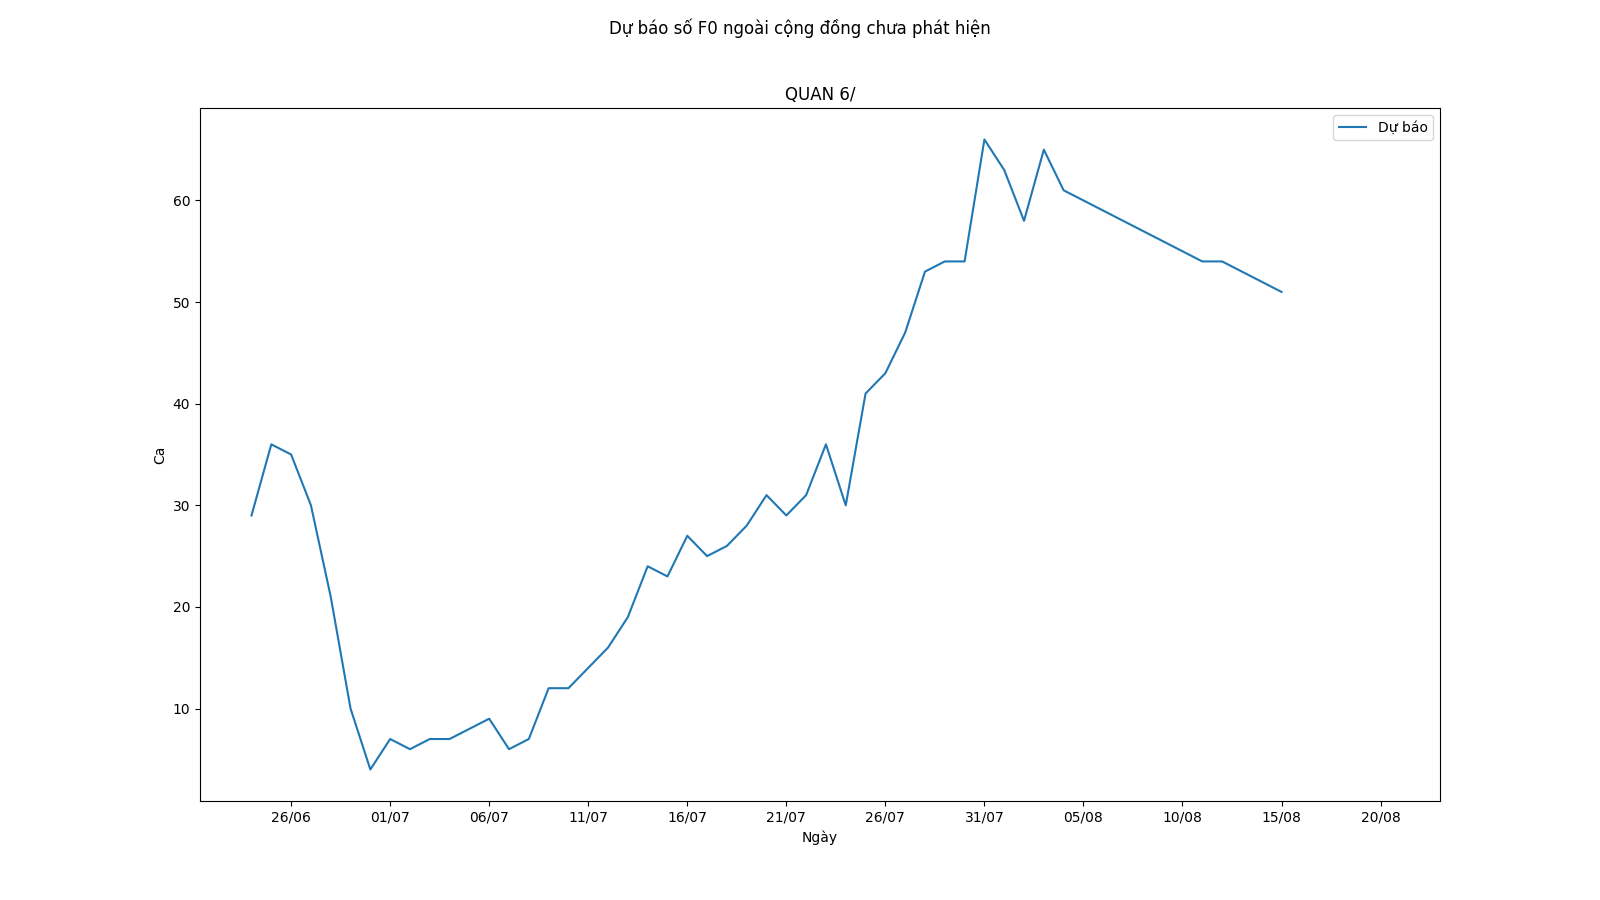 Dự báo số F0 ngoài cộng đồng chưa phát hiện
QUAN 6/
Dự báo
60
50
40
30
20
10
Ca
26/06 01/07 06/07 11/07 16/07 21/07 26/07 31/07 05/08 10/08 15/08 20/08
Ngày